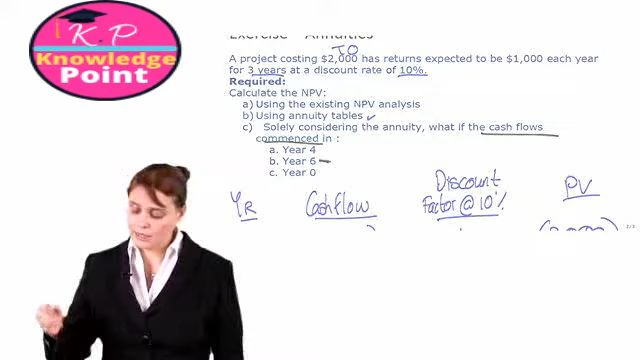 K.P
Knowledge
Point
Exercise – Annuities
T0
A project costing $2,000 has returns expected to be $1,000 each year
for 3 years at a discount rate of 10%.
Required:
Calculate the NPV:
a) Using the existing NPV analysis
b) Using annuity tables ✓
c) Solely considering the annuity, what if the cash flows
commenced in :
a. Year 4
b. Year 6
c. Year 0
YR Cashflow Discount Factor @ 10% PV